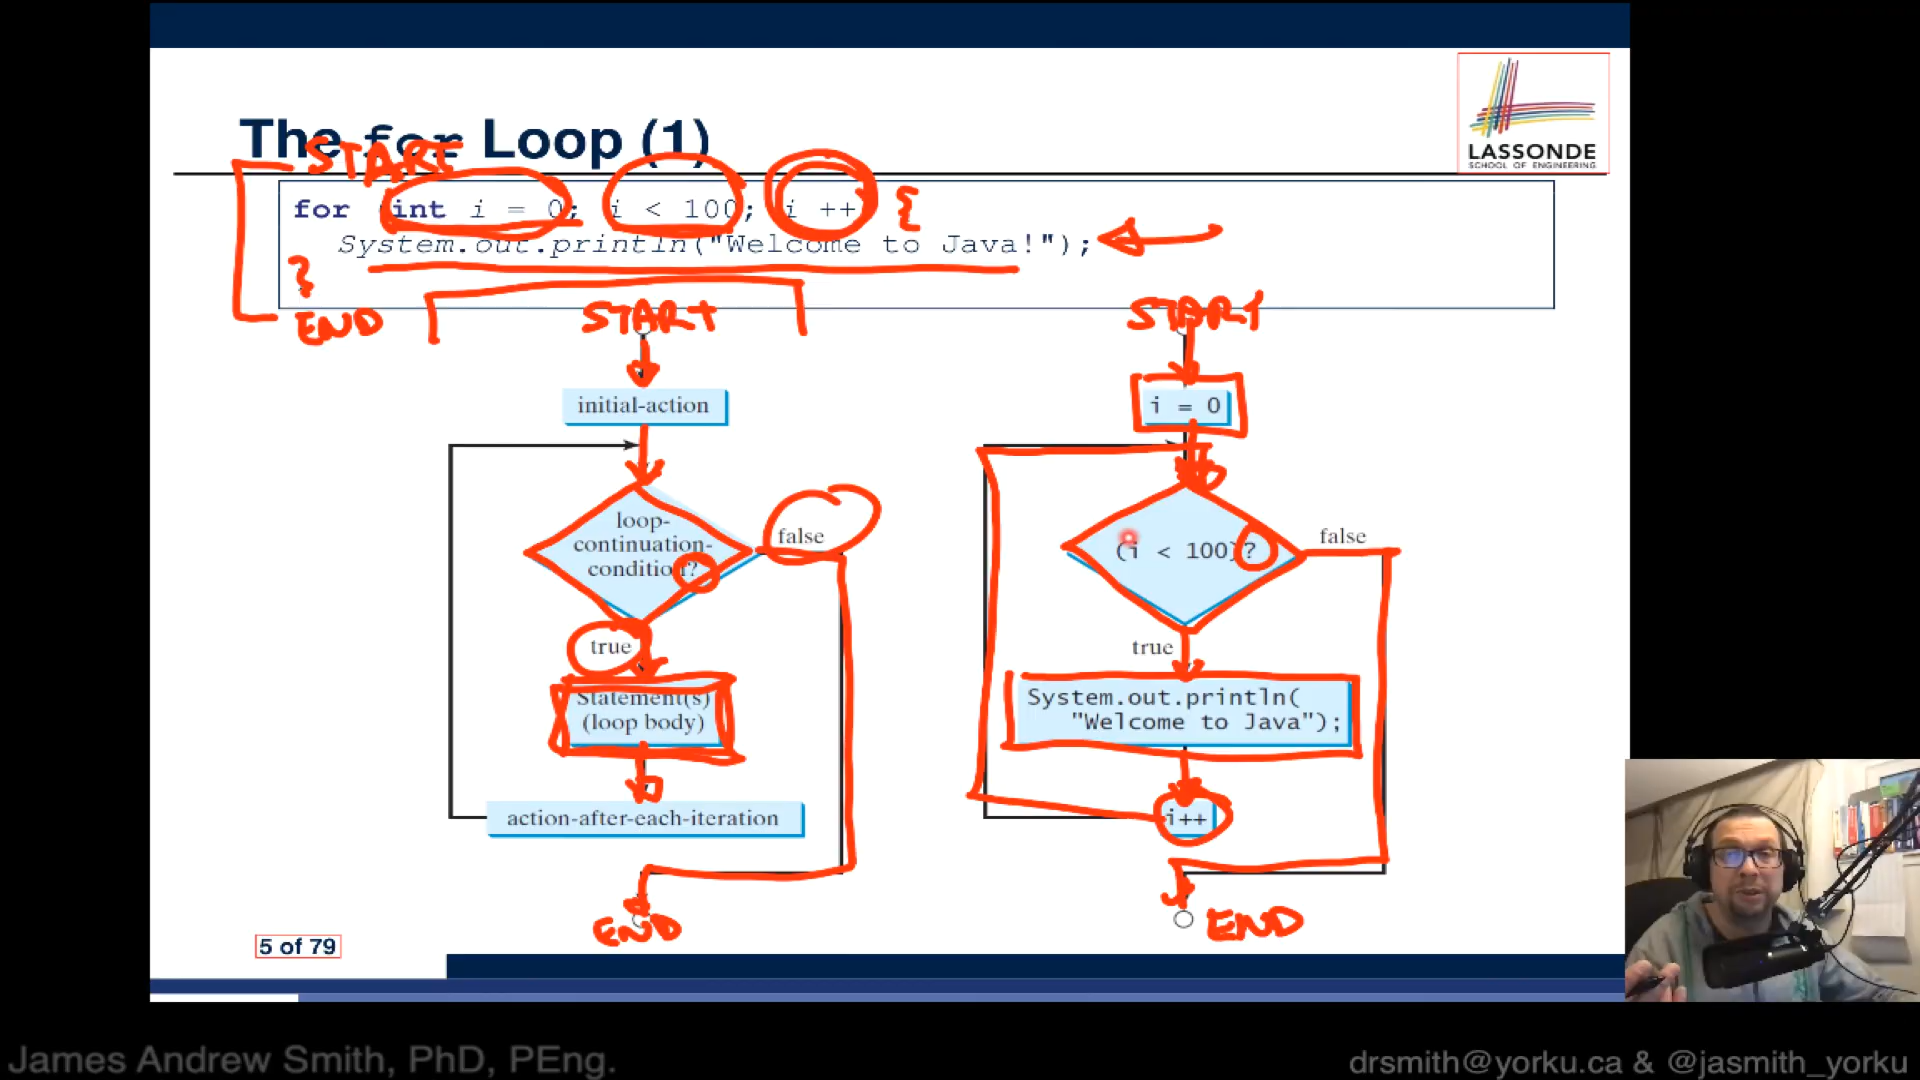 The for Loop (1)
LASSONDE
SCHOOL OF ENGINEERING
START
for (int i = 0; i < 100; i ++ {
System.out.println("Welcome to Java!");
}
END
START
START
initial-action
i = 0
loop-
continuation-
condition?
false
(i < 100)?
false
true
true
Statement(s)
(loop body)
System.out.println(
"Welcome to Java");
action-after-each-iteration
i++
END
END
5 of 79
James Andrew Smith, PhD, PEng.
drsmith@yorku.ca & @jasmith_yorku